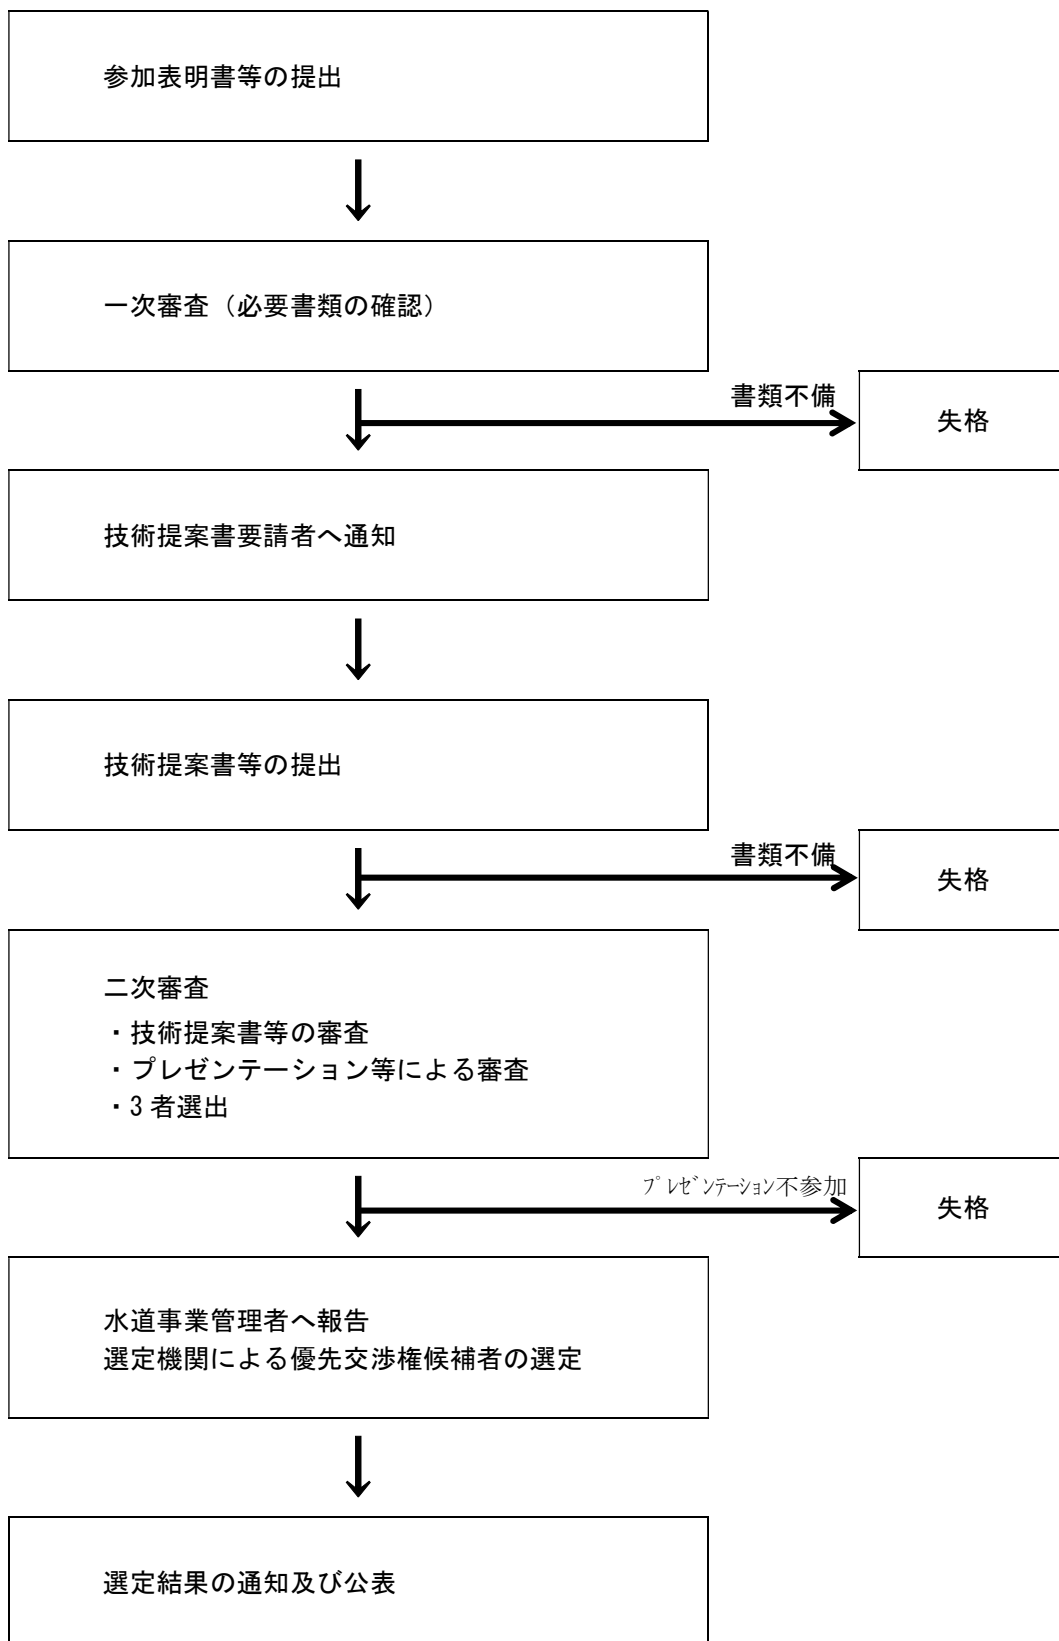 参加表明書等の提出
一次審査（必要書類の確認）
書類不備
失格
技術提案書要請者へ通知
技術提案書等の提出
書類不備
失格
二次審査
・技術提案書等の審査
・プレゼンテーション等による審査
・3者選出
ﾌﾟﾚｾﾞﾝﾃｰｼｮﾝ不参加
失格
水道事業管理者へ報告
選定機関による優先交渉権候補者の選定
選定結果の通知及び公表